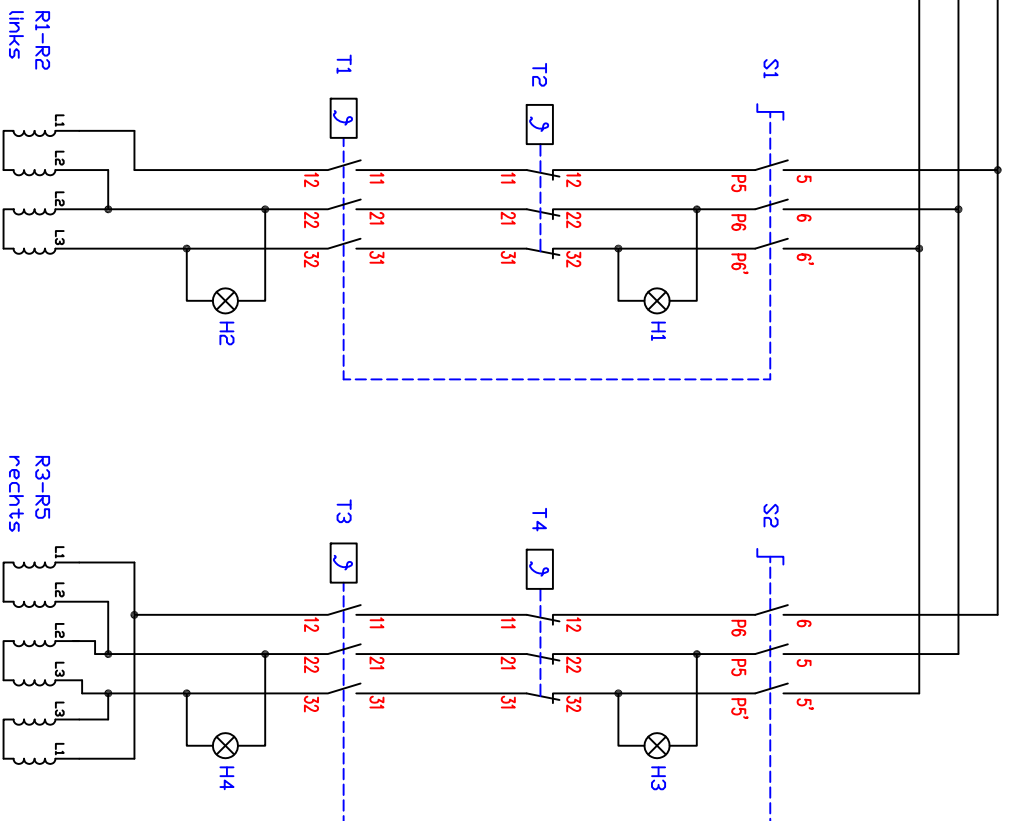 5 6 6' 6 5 5'
S1 S2
P5 P6 P6' P6 P5 P5'
H1 H3
12 22 32 12 22 32
T2 ϑ T4 ϑ
11 21 31 11 21 31
11 21 31 11 21 31
T1 ϑ T3 ϑ
12 22 32 12 22 32
H2 H4
L1 L2 L2 L3 L1 L2 L2 L3 L3 L1
R1-R2 R3-R5
links rechts